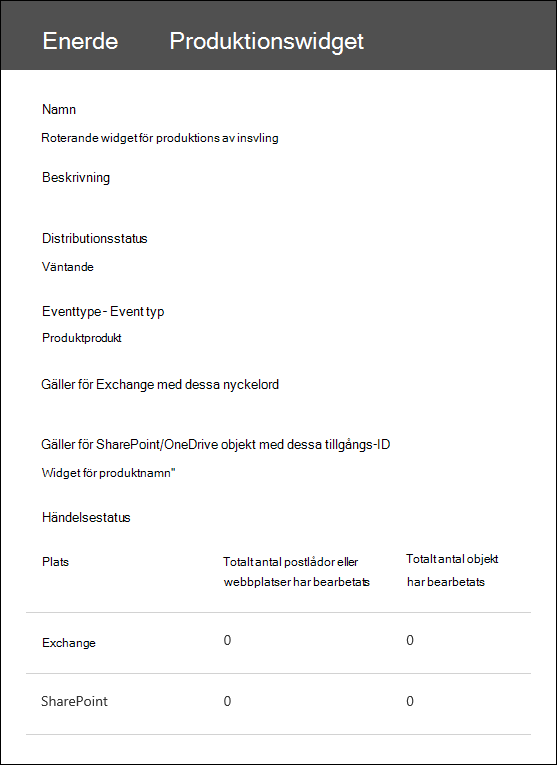 Enerde Produktionswidget
Namn
Roterande widget för produktions av insvling
Beskrivning
Distributionsstatus
Väntande
Eventtype- Event typ
Produktprodukt
Gäller för Exchange med dessa nyckelord
Gäller för SharePoint/OneDrive objekt med dessa tillgångs-ID
Widget för produktnamn"
Händelsestatus
Plats
Totalt antal postlådor eller
webbplatser har bearbetats
Totalt antal objekt
har bearbetats
Exchange 0 0
SharePoint 0 0